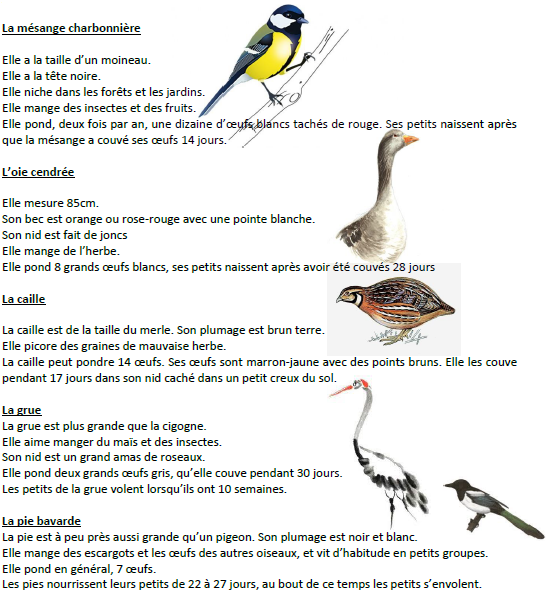 La mésange charbonnière
Elle a la taille d'un moineau.
Elle a la tête noire.
Elle niche dans les forêts et les jardins.
Elle mange des insectes et des fruits.
Elle pond, deux fois par an, une dizaine d'œufs blancs tachés de rouge. Ses petits naissent après
que la mésange a couvé ses œufs 14 jours.
L'oie cendrée
Elle mesure 85cm.
Son bec est orange ou rose-rouge avec une pointe blanche.
Son nid est fait de joncs
Elle mange de l'herbe.
Elle pond 8 grands œufs blancs, ses petits naissent après avoir été couvés 28 jours
La caille
La caille est de la taille du merle. Son plumage est brun terre.
Elle picore des graines de mauvaise herbe.
La caille peut pondre 14 œufs. Ses œufs sont marron-jaune avec des points bruns. Elle les couve
pendant 17 jours dans son nid caché dans un petit creux du sol.
La grue
La grue est plus grande que la cigogne.
Elle aime manger du maïs et des insectes.
Son nid est un grand amas de roseaux.
Elle pond deux grands œufs gris, qu'elle couve pendant 30 jours.
Les petits de la grue volent lorsqu'ils ont 10 semaines.
La pie bavarde
La pie est à peu près aussi grande qu'un pigeon. Son plumage est noir et blanc.
Elle mange des escargots et les œufs des autres oiseaux, et vit d'habitude en petits groupes.
Elle pond en général, 7 œufs.
Les pies nourrissent leurs petits de 22 à 27 jours, au bout de ce temps les petits s'envolent.